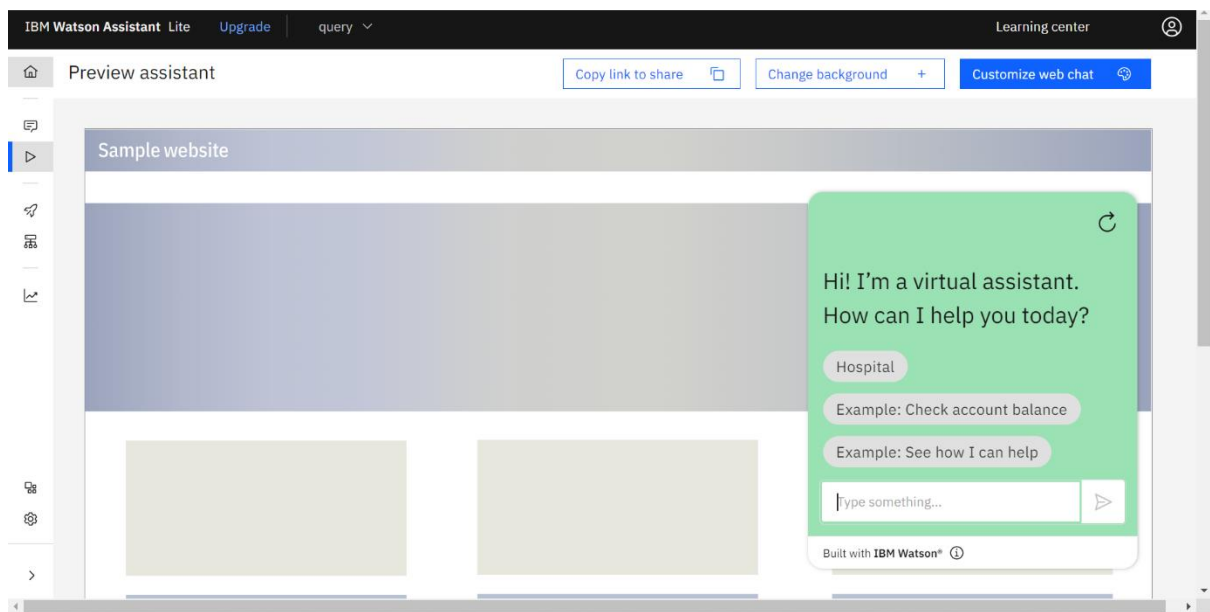 IBM Watson Assistant Lite Upgrade query Learning center
Preview assistant Copy link to share Change background + Customize web chat
Sample website
Hi! I'm a virtual assistant.
How can I help you today?
Hospital
Example: Check account balance
Example: See how I can help
Type something...
Built with IBM Watson®